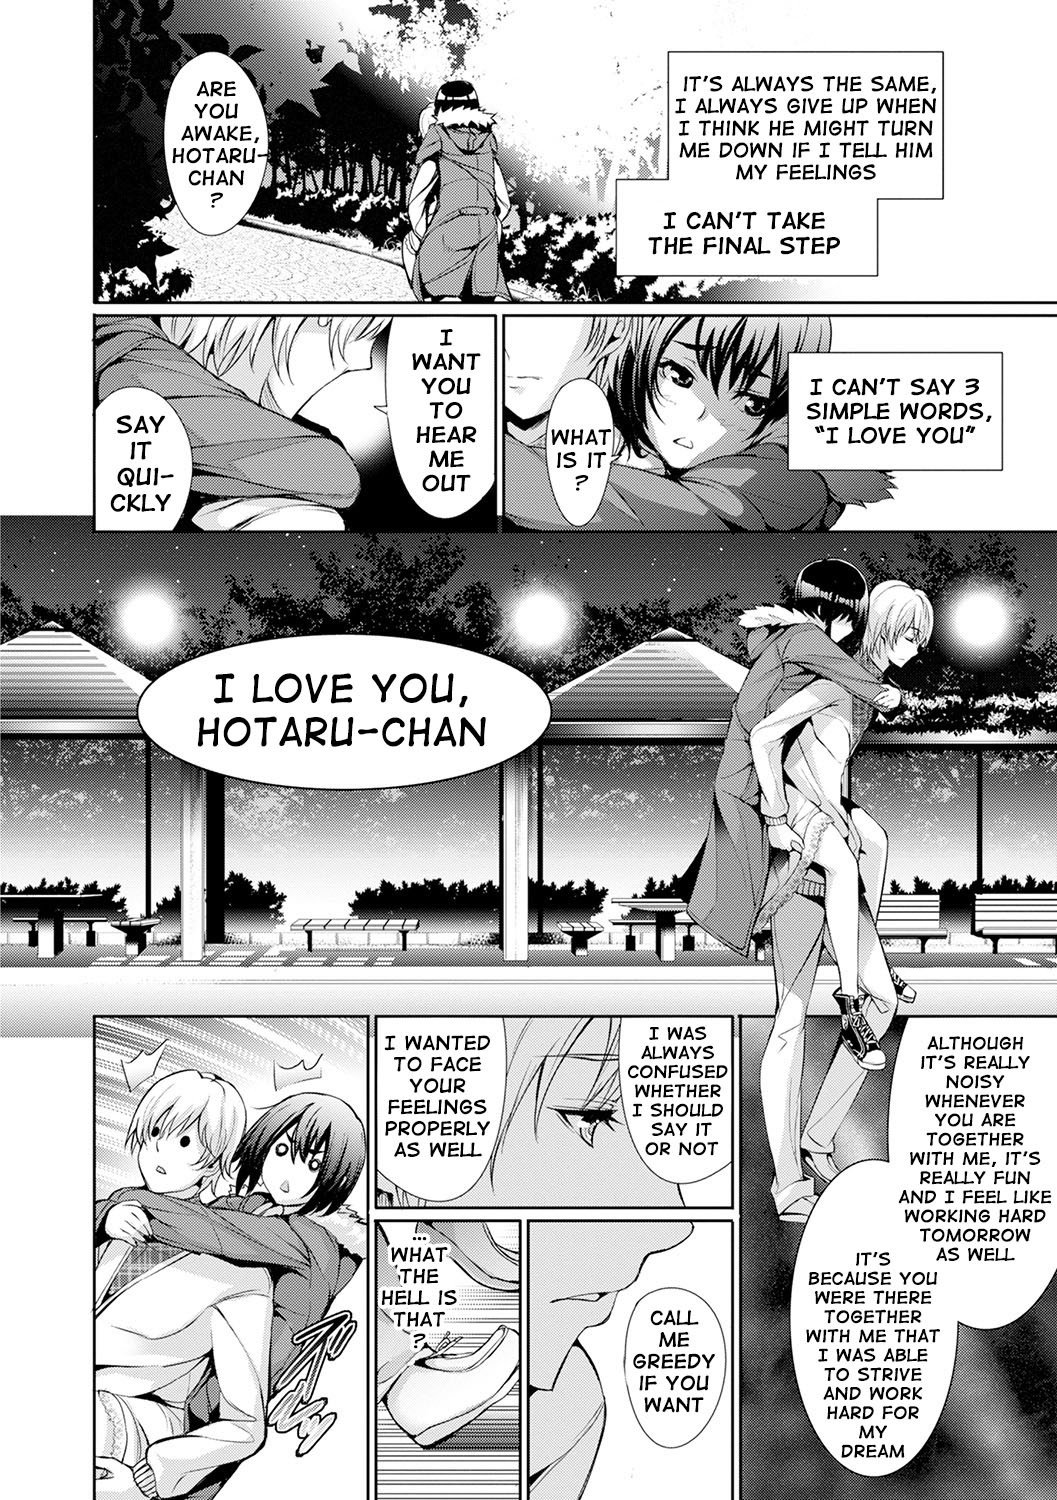 IT'S ALWAYS THE SAME,
I ALWAYS GIVE UP WHEN
I THINK HE MIGHT TURN
ME DOWN IF I TELL HIM
MY FEELINGS
I CAN'T TAKE
THE FINAL STEP
ARE
YOU
AWAKE,
HOTARU-
CHAN
?
I CAN'T SAY 3
SIMPLE WORDS,
"I LOVE YOU"
WHAT
IS IT
?
I
WANT
YOU
TO
HEAR
ME
OUT
SAY
IT
QUI-
CKLY
I LOVE YOU,
HOTARU-CHAN
ALTHOUGH
IT'S REALLY
NOISY
WHENEVER
YOU ARE
TOGETHER
WITH ME, IT'S
REALLY FUN
AND I FEEL LIKE
WORKING HARD
TOMORROW
AS WELL
IT'S
BECAUSE YOU
WERE THERE
TOGETHER
WITH ME THAT
I WAS ABLE
TO STRIVE
AND WORK
HARD FOR
MY
DREAM
I WAS
ALWAYS
CONFUSED
WHETHER
I SHOULD
SAY IT
OR NOT
I WANTED
TO FACE
YOUR
FEELINGS
PROPERLY
AS WELL
CALL
ME
GREEDY
IF YOU
WANT
...
WHAT
THE
HELL IS
THAT
?